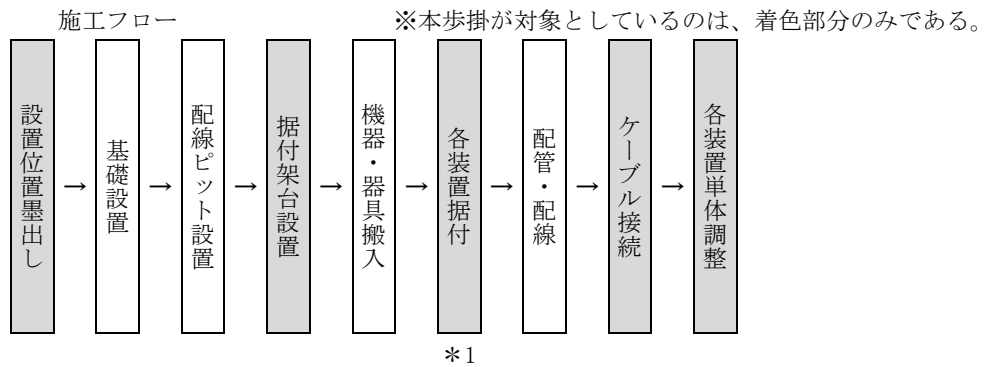 施工フロー ※本歩掛が対象としているのは、着色部分のみである。
設置位置墨出し → 基礎設置 → 配線ピット設置 → 据付架台設置 → 機器・器具搬入 → 各装置据付 → 配管・配線 → ケーブル接続 → 各装置単体調整
＊1